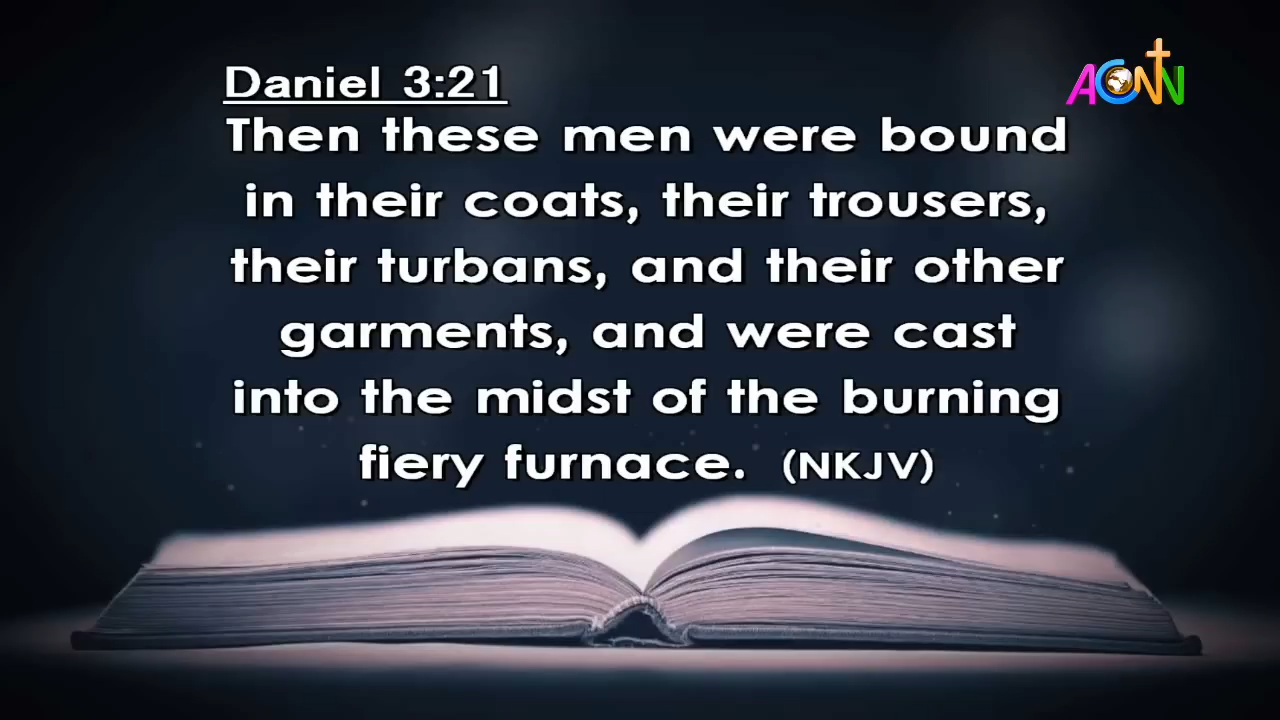 Daniel 3:21
ACNN
Then these men were bound
in their coats, their trousers,
their turbans, and their other
garments, and were cast
into the midst of the burning
fiery furnace. (NKJV)